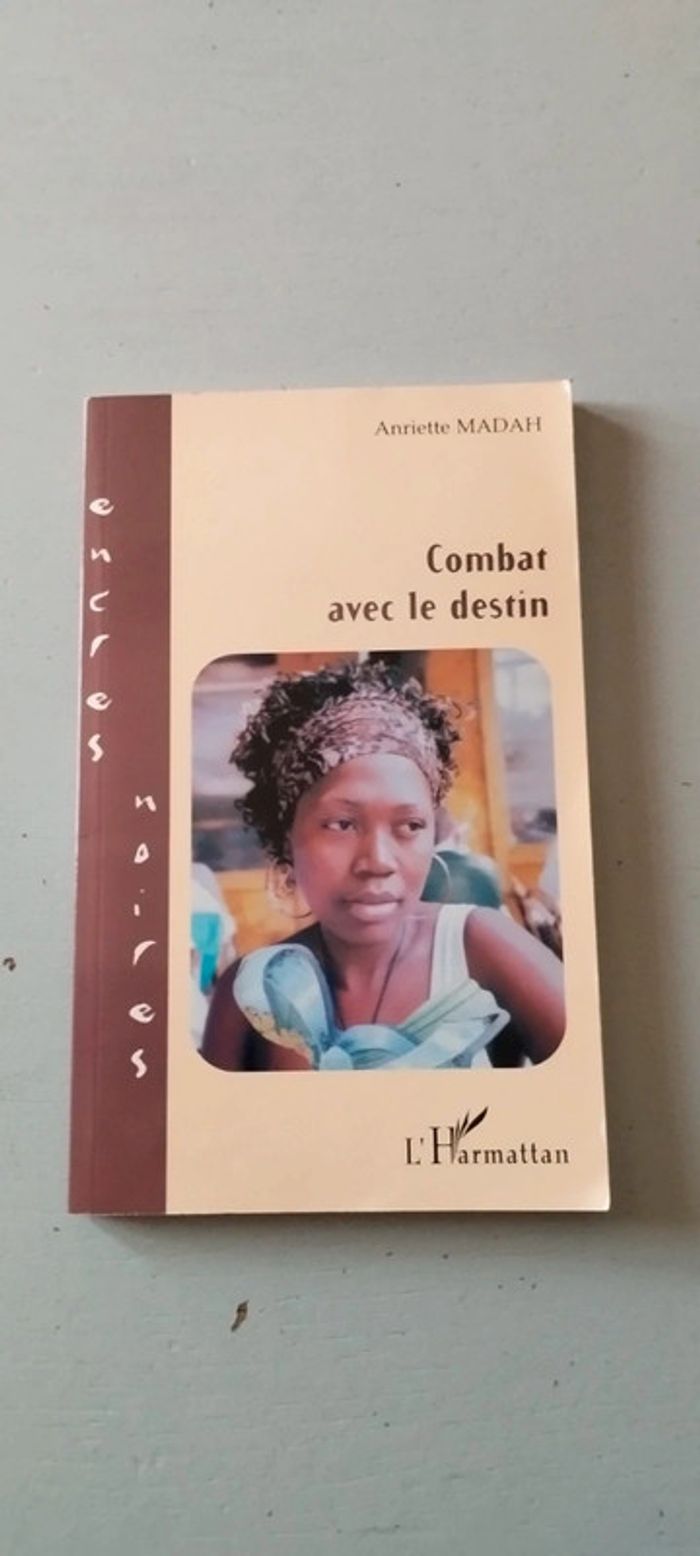 Anriette MADAH
Combat
avec le destin
encres
noires
L'Harmattan